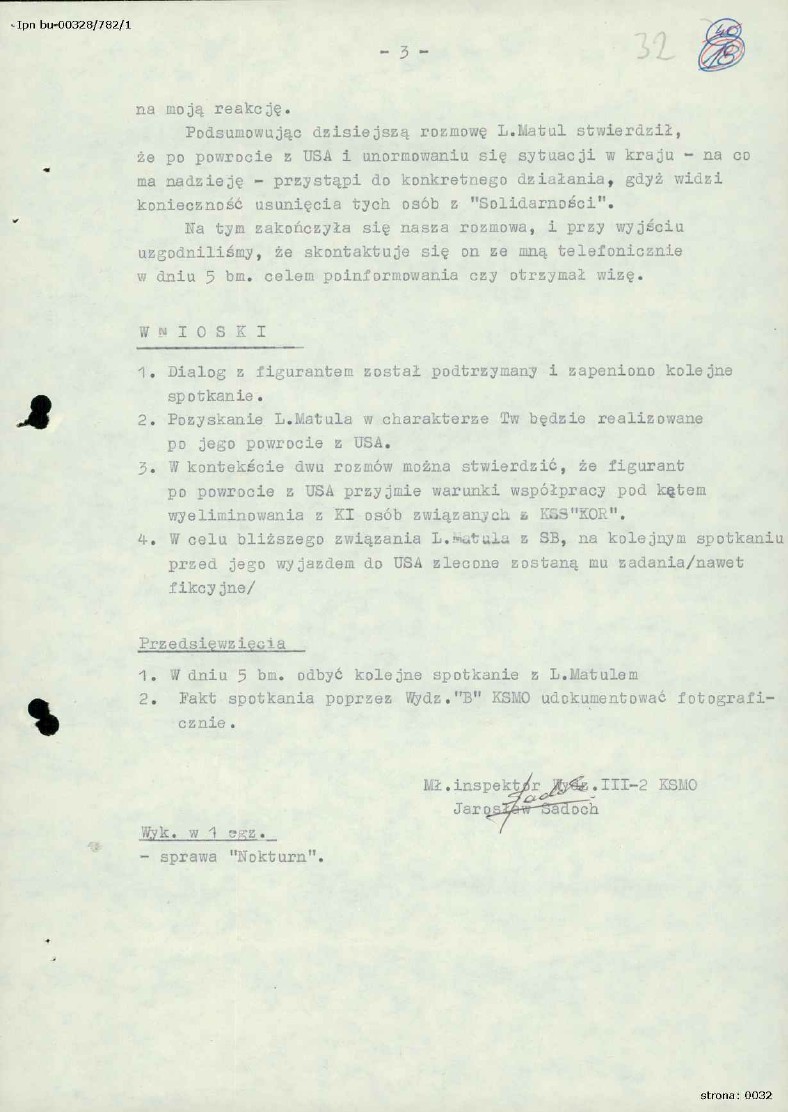 Ipn bu-00328/782/1
- 3 -
32
40
18
na moją reakcję.
Podsumowując dzisiejszą rozmowę L.Matul stwierdził,
że po powrocie z USA i unormowaniu się sytuacji w kraju - na co
ma nadzieję - przystąpi do konkretnego działania, gdyż widzi
konieczność usunięcia tych osób z "Solidarności".
Na tym zakończyła się nasza rozmowa, i przy wyjściu
uzgodniliśmy, że skontaktuje się on ze mną telefonicznie
w dniu 5 bm. celem poinformowania czy otrzymał wizę.
W N I O S K I
1. Dialog z figurantem został podtrzymany i zapeniono kolejne
spotkanie.
2. Pozyskanie L.Matula w charakterze Tw będzie realizowane
po jego powrocie z USA.
3. W kontekście dwu rozmów można stwierdzić, że figurant
po powrocie z USA przyjmie warunki współpracy pod kątem
wyeliminowania z KI osób związanych z KSS"KOR".
4. W celu bliższego związania L.Matula z SB, na kolejnym spotkaniu
przed jego wyjazdem do USA zlecone zostaną mu zadania/nawet
fikcyjne/
Przedsięwzięcia
1. W dniu 5 bm. odbyć kolejne spotkanie z L.Matulem
2. Fakt spotkania poprzez Wydz."B" KSMO udokumentować fotografi-
cznie.
Mł.inspektor Wydz.III-2 KSMO
Jarosław Sadoch
Wyk. w 1 egz.
- sprawa "Nokturn".
strona: 0032